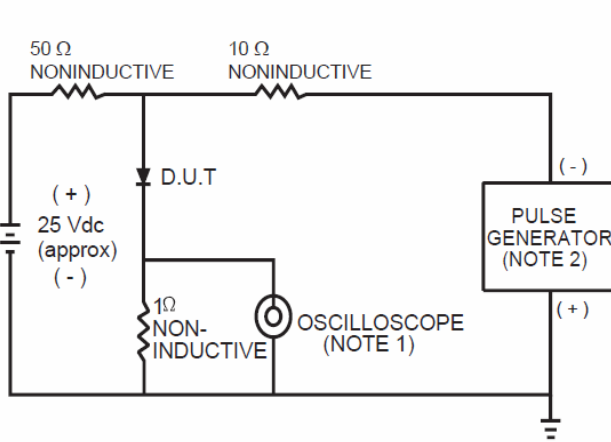 50 Ω
NONINDUCTIVE
10 Ω
NONINDUCTIVE
D.U.T
( + )
25 Vdc
(approx)
( - )
( - )
PULSE
GENERATOR
(NOTE 2)
( + )
1Ω
NON-
INDUCTIVE
OSCILLOSCOPE
(NOTE 1)